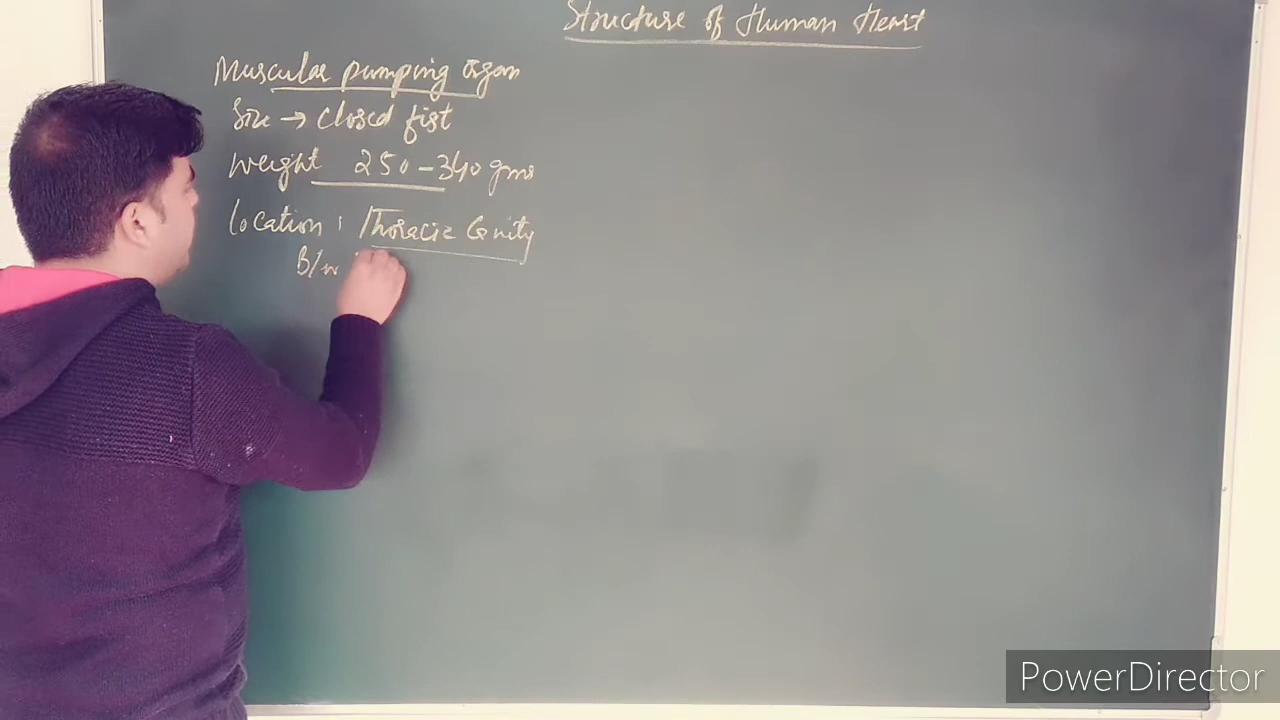 Structure of Human Heart
Muscular pumping organ
Size → closed fist
Weight 250-340 gms
Location : Thoracic Cavity
B/w
PowerDirector